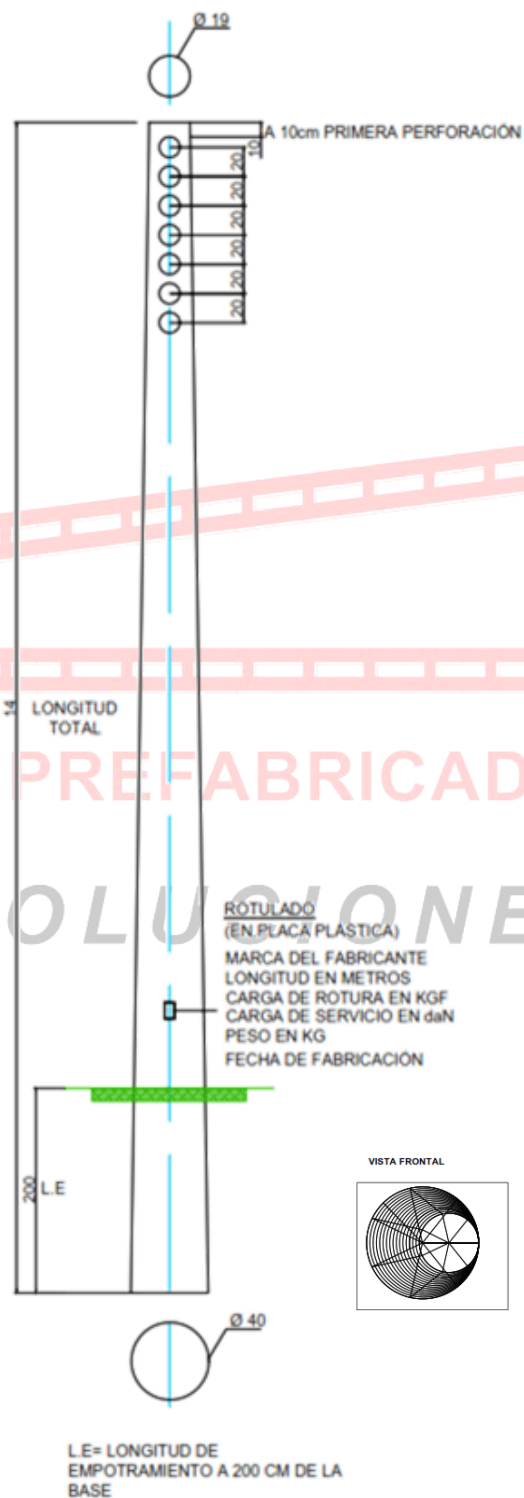 Ø 19
A 10cm PRIMERA PERFORACIÓN
10
20
20
20
20
20
20
14
LONGITUD
TOTAL
PREFABRICAD
OLUCIONE
ROTULADO
(EN PLACA PLASTICA)
MARCA DEL FABRICANTE
LONGITUD EN METROS
CARGA DE ROTURA EN KGF
CARGA DE SERVICIO EN daN
PESO EN KG
FECHA DE FABRICACIÓN
200
L.E
VISTA FRONTAL
Ø 40
L.E= LONGITUD DE
EMPOTRAMIENTO A 200 CM DE LA
BASE